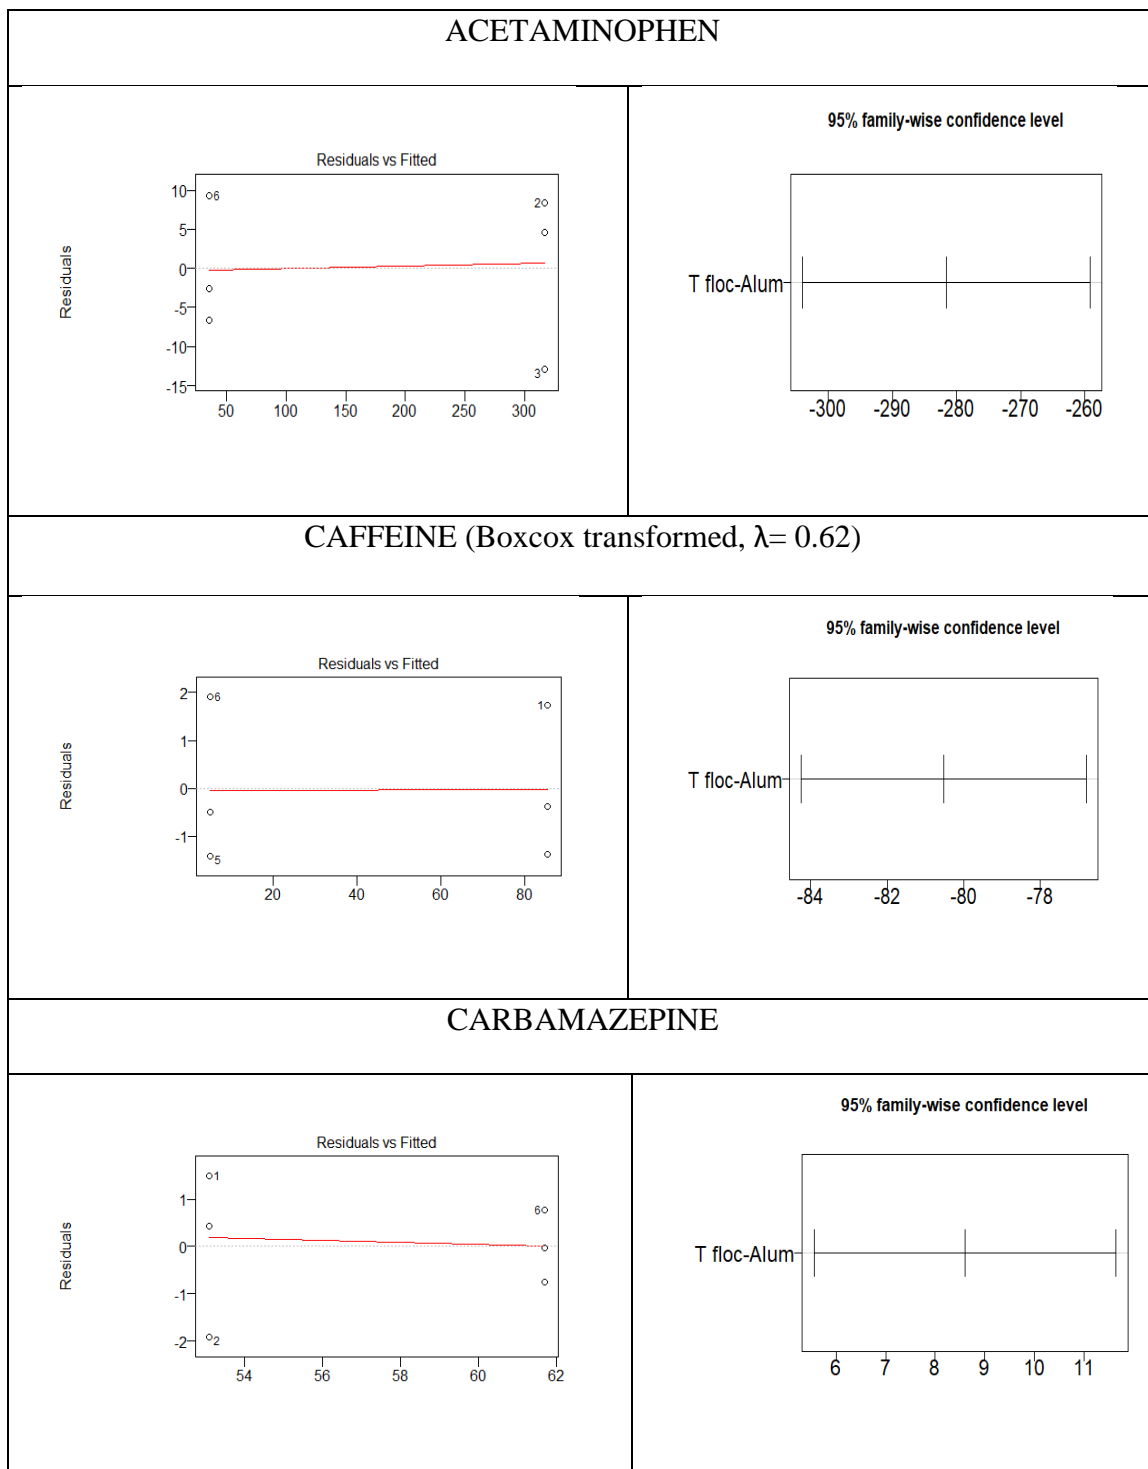 ACETAMINOPHEN
Residuals vs Fitted
Residuals
10
5
0
-5
-10
-15
6
2
3
50 100 150 200 250 300
95% family-wise confidence level
T floc-Alum
-300 -290 -280 -270 -260
CAFFEINE (Boxcox transformed, λ= 0.62)
Residuals vs Fitted
Residuals
2
1
0
-1
6
1
5
20 40 60 80
95% family-wise confidence level
T floc-Alum
-84 -82 -80 -78
CARBAMAZEPINE
Residuals vs Fitted
Residuals
1
0
-1
-2
1
6
2
54 56 58 60 62
95% family-wise confidence level
T floc-Alum
6 7 8 9 10 11